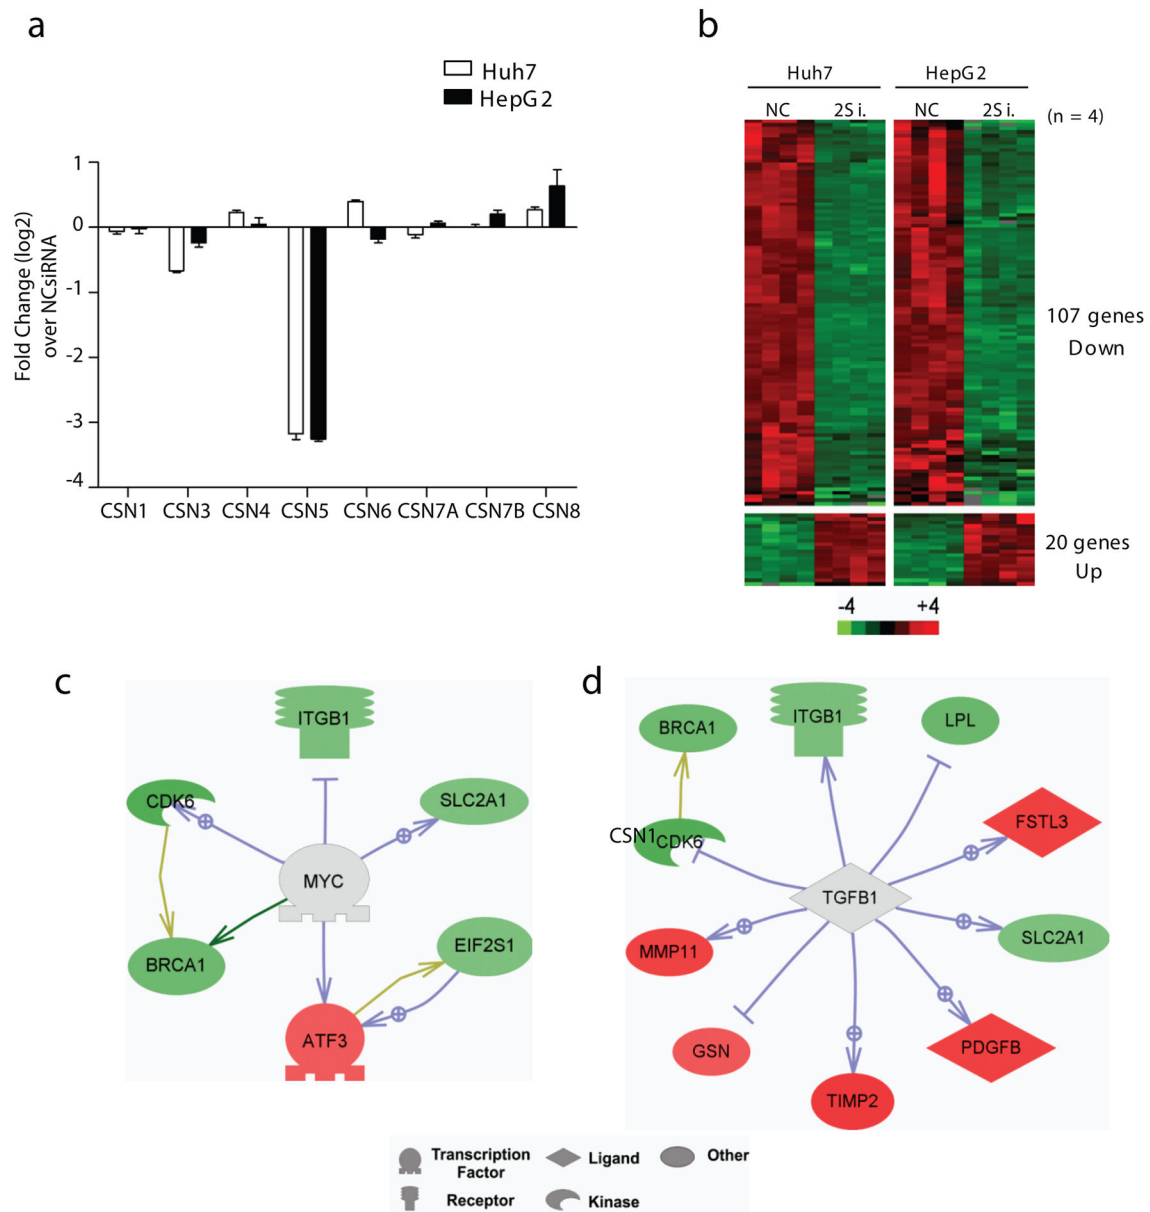 a
Huh7
HepG2
1
0
-1
-2
-3
-4
Fold Change (log2)
over NCsiRNA
CSN1 CSN3 CSN4 CSN5 CSN6 CSN7A CSN7B CSN8
b
Huh7 HepG2
NC 2S i. NC 2S i. (n = 4)
107 genes
Down
20 genes
Up
-4 +4
c
ITGB1
CDK6
SLC2A1
MYC
BRCA1
EIF2S1
ATF3
d
BRCA1
ITGB1
LPL
FSTL3
CSN1
CDK6
TGFB1
MMP11
SLC2A1
GSN
PDGFB
TIMP2
Transcription
Factor
Ligand
Other
Receptor
Kinase